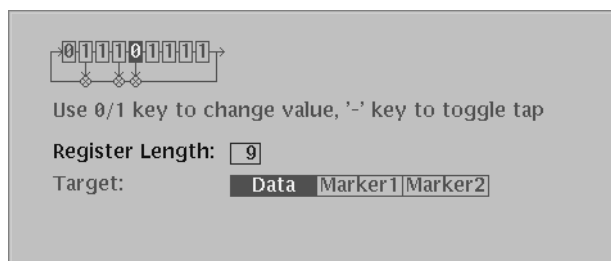 011101111
Use 0/1 key to change value, '-' key to toggle tap
Register Length: 9
Target: Data Marker1 Marker2